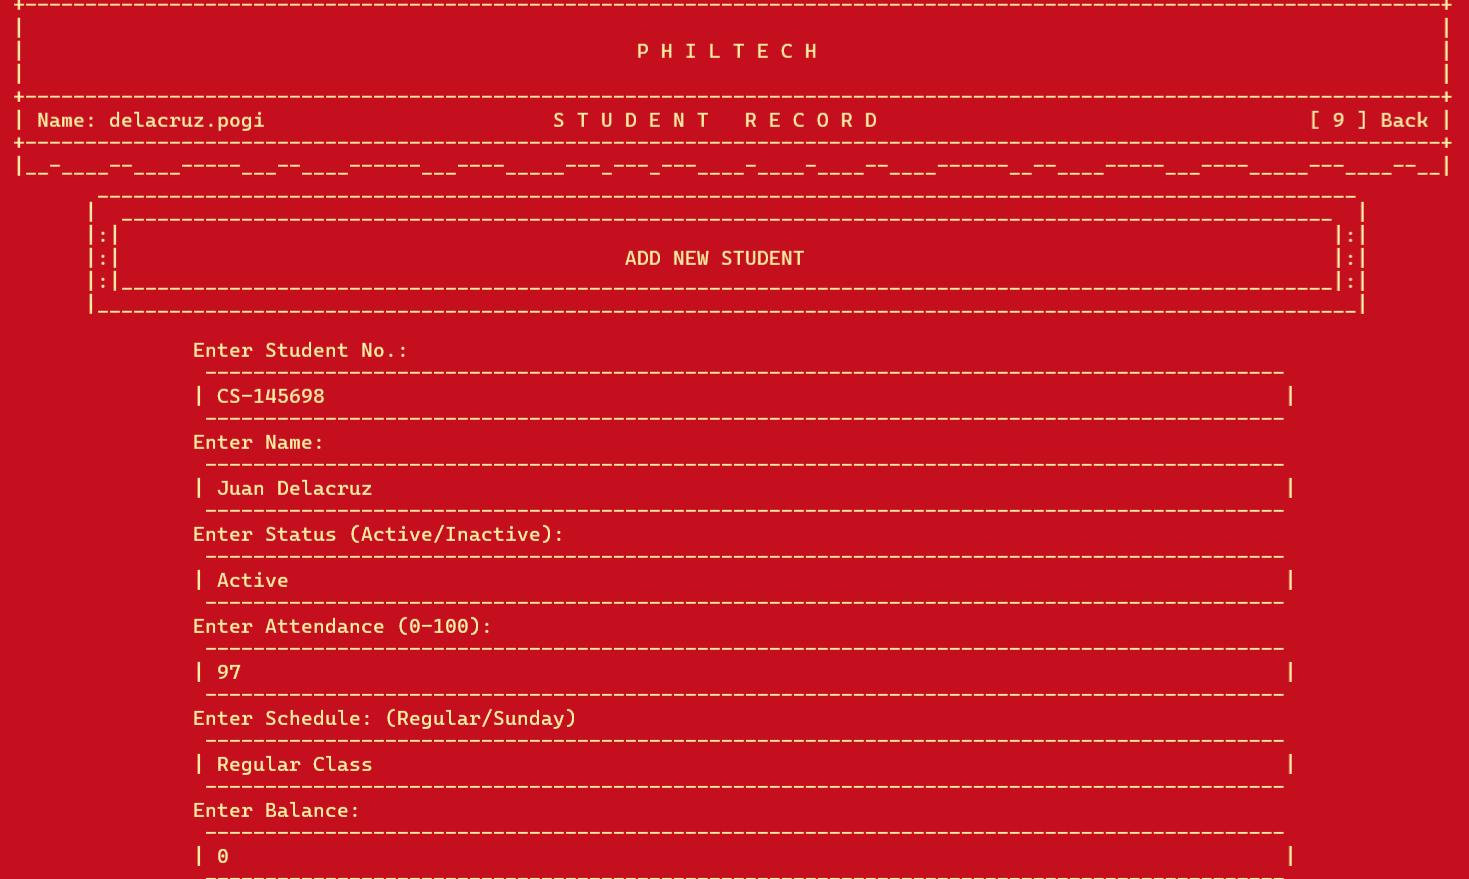 P H I L T E C H
Name: delacruz.pogi S T U D E N T   R E C O R D [ 9 ] Back
ADD NEW STUDENT
Enter Student No.:
CS-145698
Enter Name:
Juan Delacruz
Enter Status (Active/Inactive):
Active
Enter Attendance (0-100):
97
Enter Schedule: (Regular/Sunday)
Regular Class
Enter Balance:
0